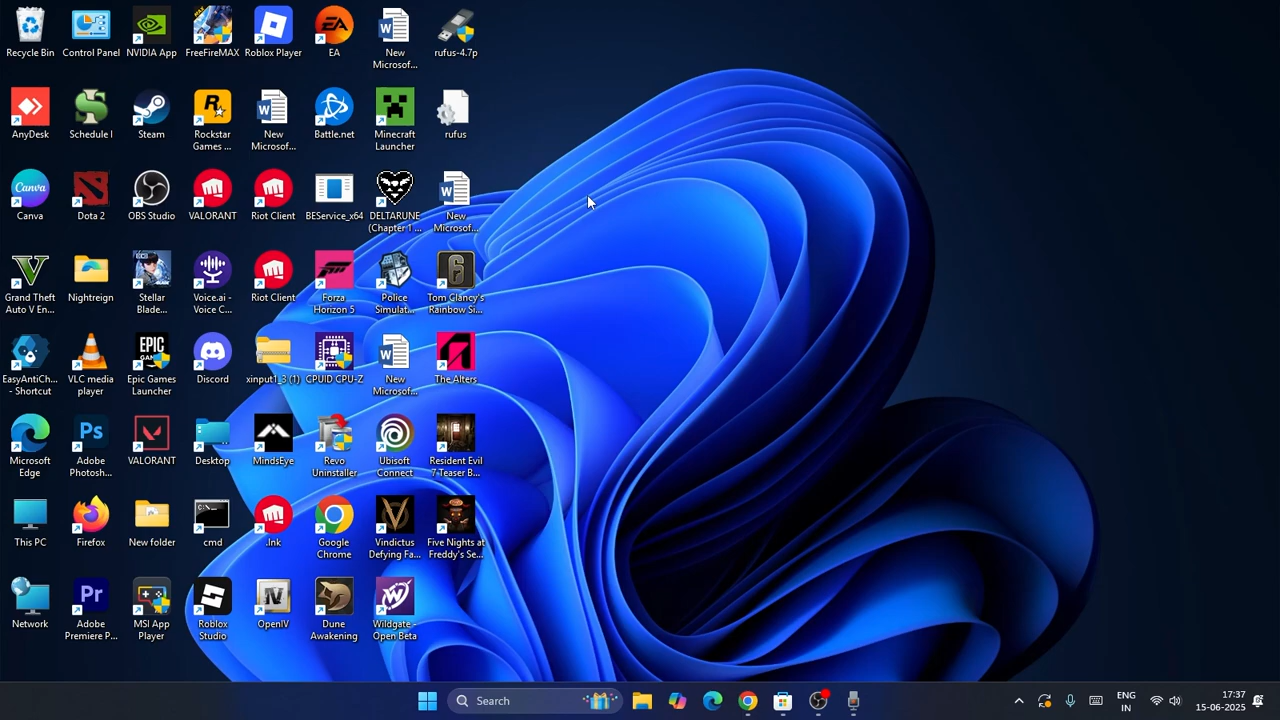 Recycle Bin
Control Panel
NVIDIA App
FreeFireMAX
Roblox Player
EA
New
Microsof...
rufus-4.7p
AnyDesk
Schedule I
Steam
Rockstar
Games ...
New
Microsof...
Battle.net
Minecraft
Launcher
rufus
Canva
Dota 2
OBS Studio
VALORANT
Riot Client
BEService_x64
DELTARUNE
(Chapter 1 ...
New
Microsof...
Grand Theft
Auto V En...
Nightreign
Stellar
Blade...
Voice.ai -
Voice C...
Riot Client
Forza
Horizon 5
Police
Simulat...
Tom Clancy's
Rainbow Si...
EasyAntiCh...
- Shortcut
VLC media
player
Epic Games
Launcher
Discord
xinput1_3 (1)
CPUID CPU-Z
New
Microsof...
The Alters
Microsoft
Edge
Adobe
Photosh...
VALORANT
Desktop
MindsEye
Revo
Uninstaller
Ubisoft
Connect
Resident Evil
7 Teaser B...
This PC
Firefox
New folder
cmd
.lnk
Google
Chrome
Vindictus
Defying Fa...
Five Nights at
Freddy's Se...
Network
Adobe
Premiere P...
MSI App
Player
Roblox
Studio
OpenIV
Dune
Awakening
Wildgate -
Open Beta
Search
ENG
IN
17:37
15-06-2025